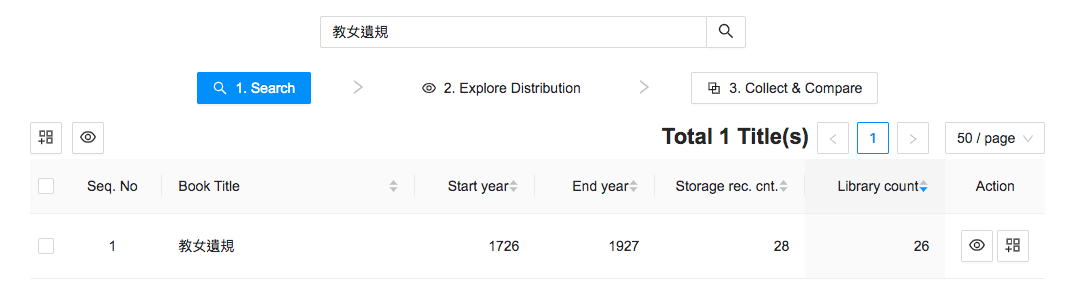 教女遺規
1. Search
2. Explore Distribution
3. Collect & Compare
Total 1 Title(s) < 1 > 50 / page
Seq. No Book Title Start year End year Storage rec. cnt. Library count Action
1 教女遺規 1726 1927 28 26